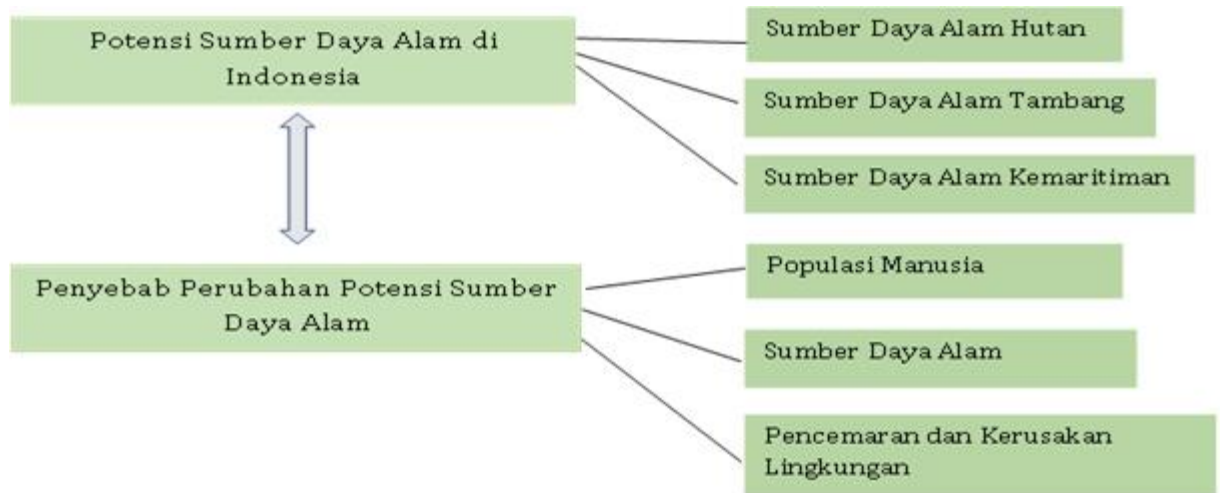 Potensi Sumber Daya Alam di
Indonesia
Sumber Daya Alam Hutan
Sumber Daya Alam Tambang
Sumber Daya Alam Kemaritiman
Penyebab Perubahan Potensi Sumber
Daya Alam
Populasi Manusia
Sumber Daya Alam
Pencemaran dan Kerusakan
Lingkungan